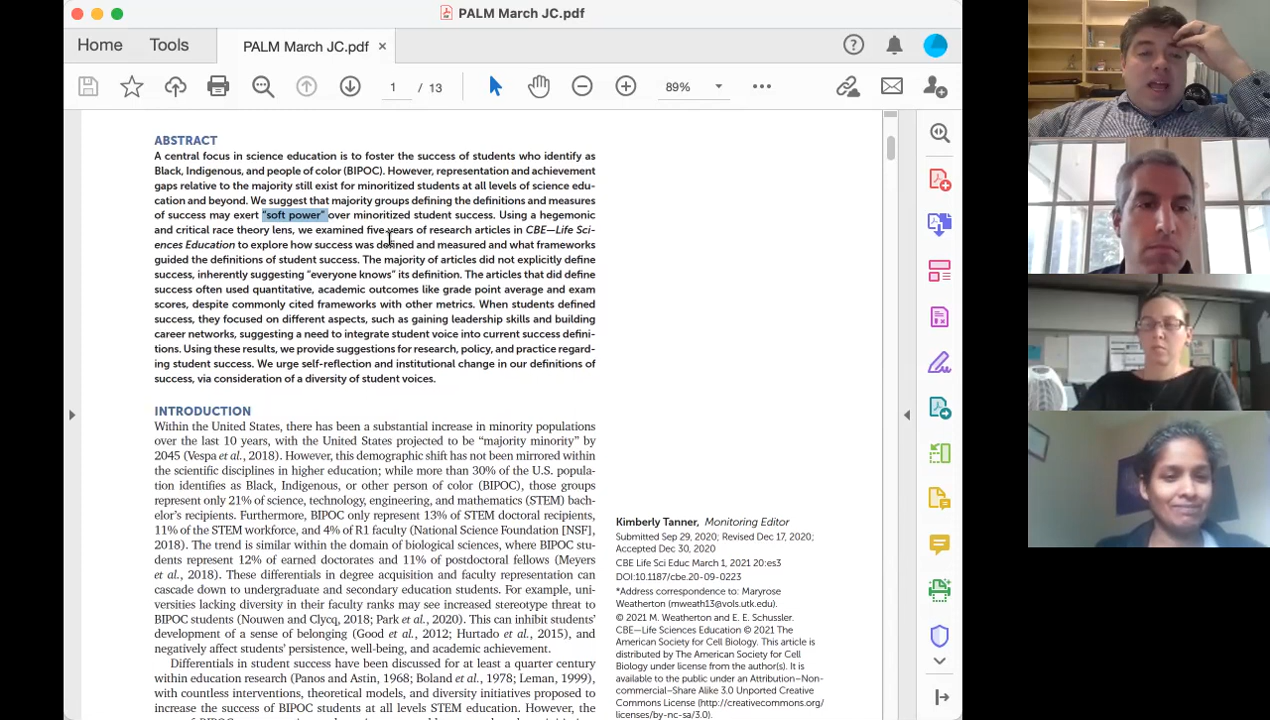 PALM March JC.pdf
Home
Tools
PALM March JC.pdf
1 / 13
89%
ABSTRACT
A central focus in science education is to foster the success of students who identify as
Black, Indigenous, and people of color (BIPOC). However, representation and achievement
gaps relative to the majority still exist for minoritized students at all levels of science edu-
cation and beyond. We suggest that majority groups defining the definitions and measures
of success may exert “soft power” over minoritized student success. Using a hegemonic
and critical race theory lens, we examined five years of research articles in CBE—Life Sci-
ences Education to explore how success was defined and measured and what frameworks
guided the definitions of student success. The majority of articles did not explicitly define
success, inherently suggesting “everyone knows” its definition. The articles that did define
success often used quantitative, academic outcomes like grade point average and exam
scores, despite commonly cited frameworks with other metrics. When students defined
success, they focused on different aspects, such as gaining leadership skills and building
career networks, suggesting a need to integrate student voice into current success defini-
tions. Using these results, we provide suggestions for research, policy, and practice regard-
ing student success. We urge self-reflection and institutional change in our definitions of
success, via consideration of a diversity of student voices.
INTRODUCTION
Within the United States, there has been a substantial increase in minority populations
over the last 10 years, with the United States projected to be “majority minority” by
2045 (Vespa et al., 2018). However, this demographic shift has not been mirrored within
the scientific disciplines in higher education; while more than 30% of the U.S. popula-
tion identifies as Black, Indigenous, or other person of color (BIPOC), those groups
represent only 21% of science, technology, engineering, and mathematics (STEM) bach-
elor’s recipients. Furthermore, BIPOC only represent 13% of STEM doctoral recipients,
11% of the STEM workforce, and 4% of R1 faculty (National Science Foundation [NSF],
2018). The trend is similar within the domain of biological sciences, where BIPOC stu-
dents represent 12% of earned doctorates and 11% of postdoctoral fellows (Meyers
et al., 2018). These differentials in degree acquisition and faculty representation can
cascade down to undergraduate and secondary education students. For example, uni-
versities lacking diversity in their faculty ranks may see increased stereotype threat to
BIPOC students (Nouwen and Clycq, 2018; Park et al., 2020). This can inhibit students’
development of a sense of belonging (Good et al., 2012; Hurtado et al., 2015), and
negatively affect students’ persistence, well-being, and academic achievement.
Differentials in student success have been discussed for at least a quarter century
within education research (Panos and Astin, 1968; Boland et al., 1978; Leman, 1999),
with countless interventions, theoretical models, and diversity initiatives proposed to
increase the success of BIPOC students at all levels STEM education. However, the
Kimberly Tanner, Monitoring Editor
Submitted Sep 29, 2020; Revised Dec 17, 2020;
Accepted Dec 30, 2020
CBE Life Sci Educ March 1, 2021 20:es3
DOI:10.1187/cbe.20-09-0223
*Address correspondence to: Maryrose
Weatherton (mweath13@vols.utk.edu).
© 2021 M. Weatherton and E. E. Schussler.
CBE—Life Sciences Education © 2021 The
American Society for Cell Biology. This article is
distributed by The American Society for Cell
Biology under license from the author(s). It is
available to the public under an Attribution–Non-
commercial–Share Alike 3.0 Unported Creative
Commons License (http://creativecommons.org/
licenses/by-nc-sa/3.0).